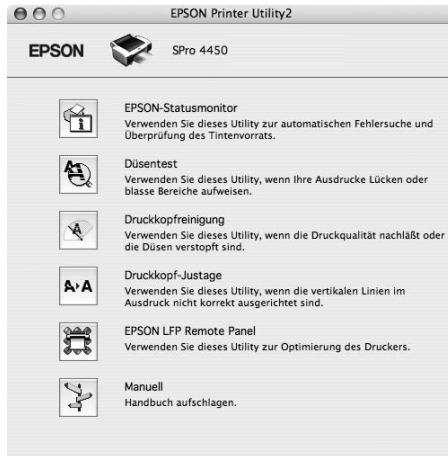 EPSON Printer Utility2
EPSON
SPro 4450
EPSON-Statusmonitor
Verwenden Sie dieses Utility zur automatischen Fehlersuche und
Überprüfung des Tintenvorrats.
Düsentest
Verwenden Sie dieses Utility, wenn Ihre Ausdrucke Lücken oder
blasse Bereiche aufweisen.
Druckkopfreinigung
Verwenden Sie dieses Utility, wenn die Druckqualität nachläßt oder
die Düsen verstopft sind.
A▸A
Druckkopf-Justage
Verwenden Sie dieses Utility, wenn die vertikalen Linien im
Ausdruck nicht korrekt ausgerichtet sind.
EPSON LFP Remote Panel
Verwenden Sie dieses Utility zur Optimierung des Druckers.
Manuell
Handbuch aufschlagen.